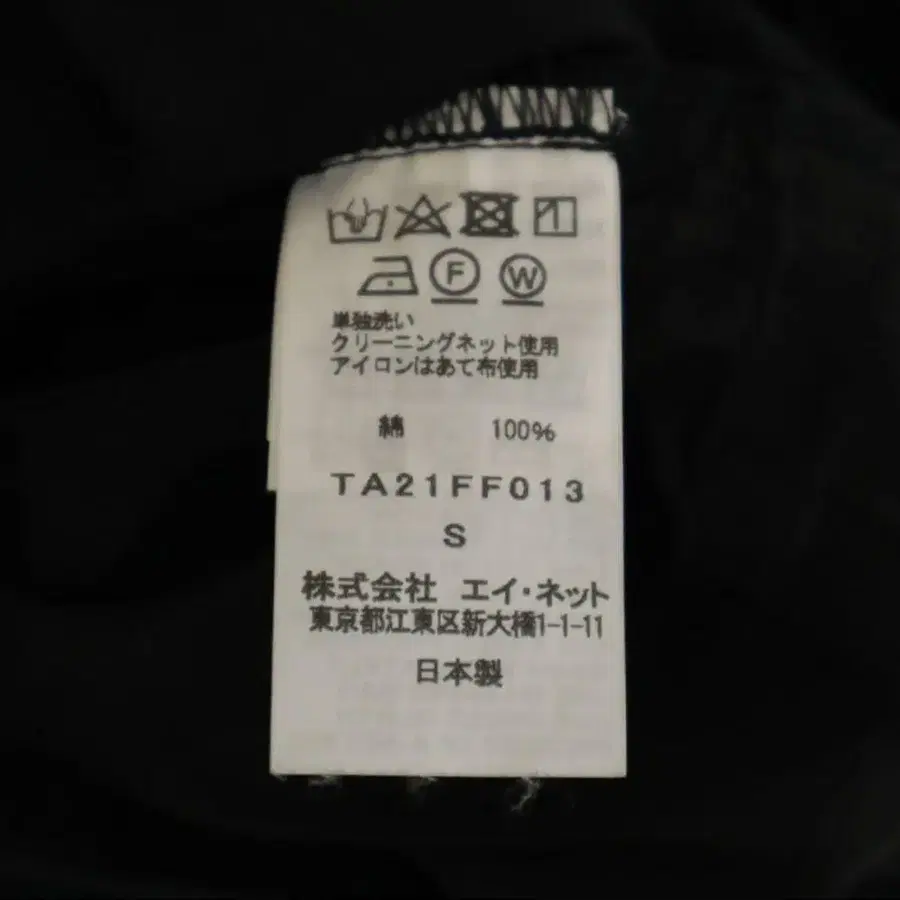 F W
単独洗い
クリーニングネット使用
アイロンはあて布使用
綿 100%
TA21FF013
S
株式会社 エイ・ネット
東京都江東区新大橋1-1-11
日本製